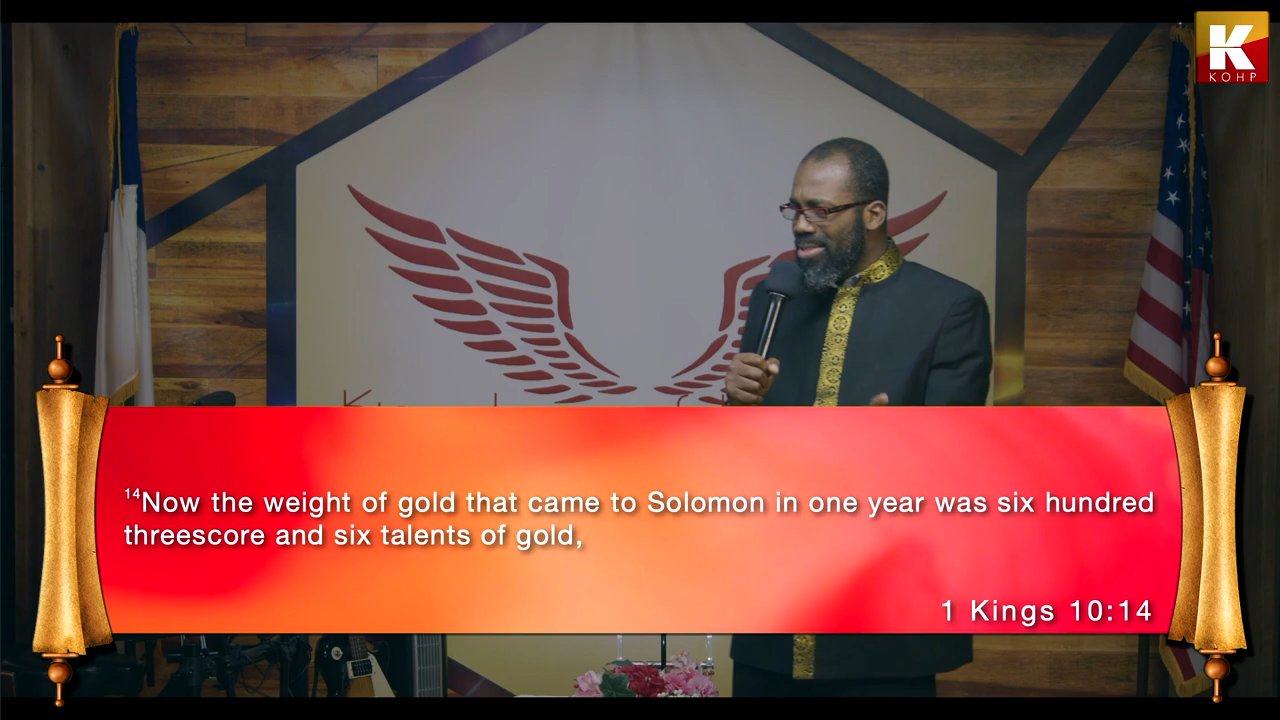 K
KOHP
¹⁴Now the weight of gold that came to Solomon in one year was six hundred
threescore and six talents of gold,
1 Kings 10:14